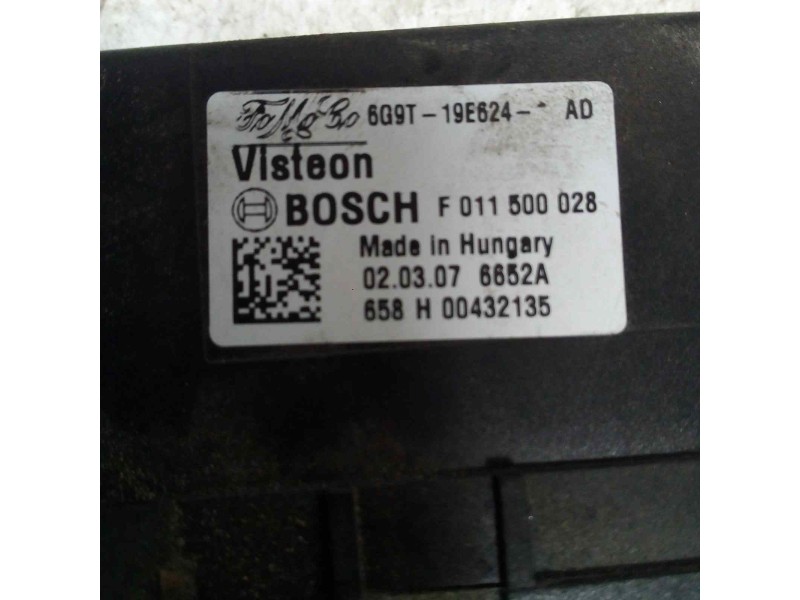 FoMoCo 6G9T-19E624- AD
Visteon
BOSCH F 011 500 028
Made in Hungary
02.03.07 6652A
658 H 00432135